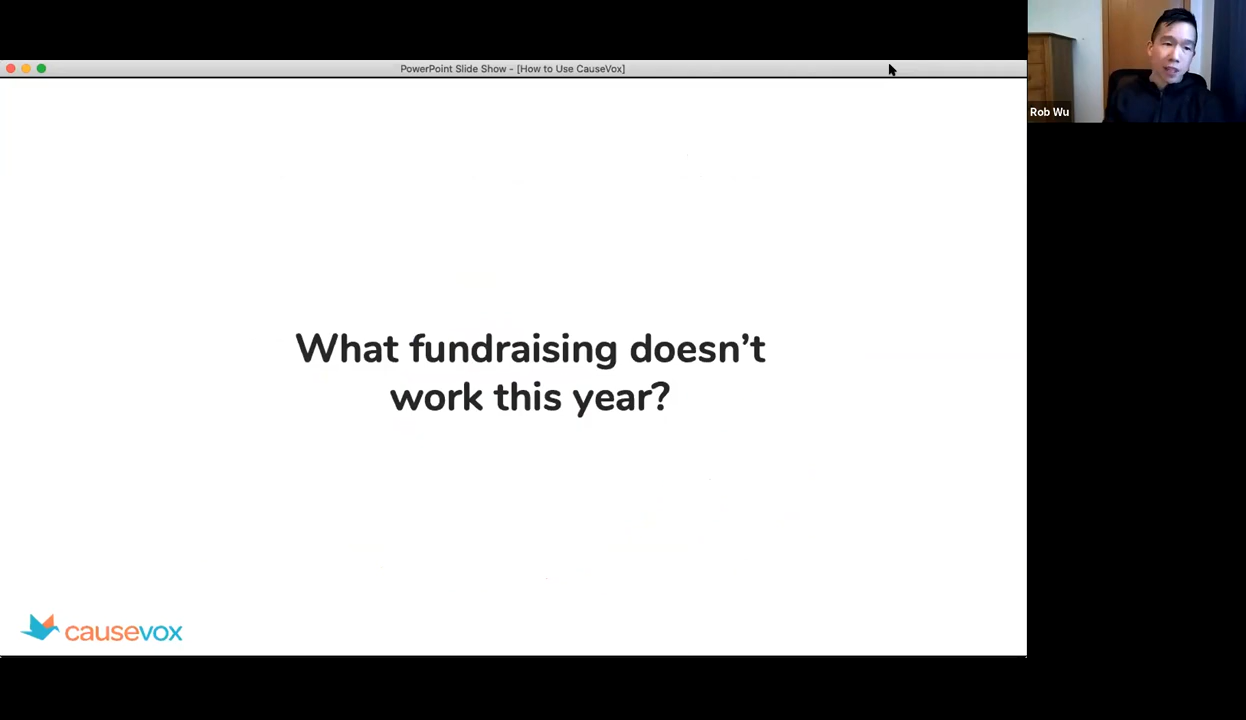 PowerPoint Slide Show - [How to Use CauseVox]
Rob Wu
What fundraising doesn’t
work this year?
causevox